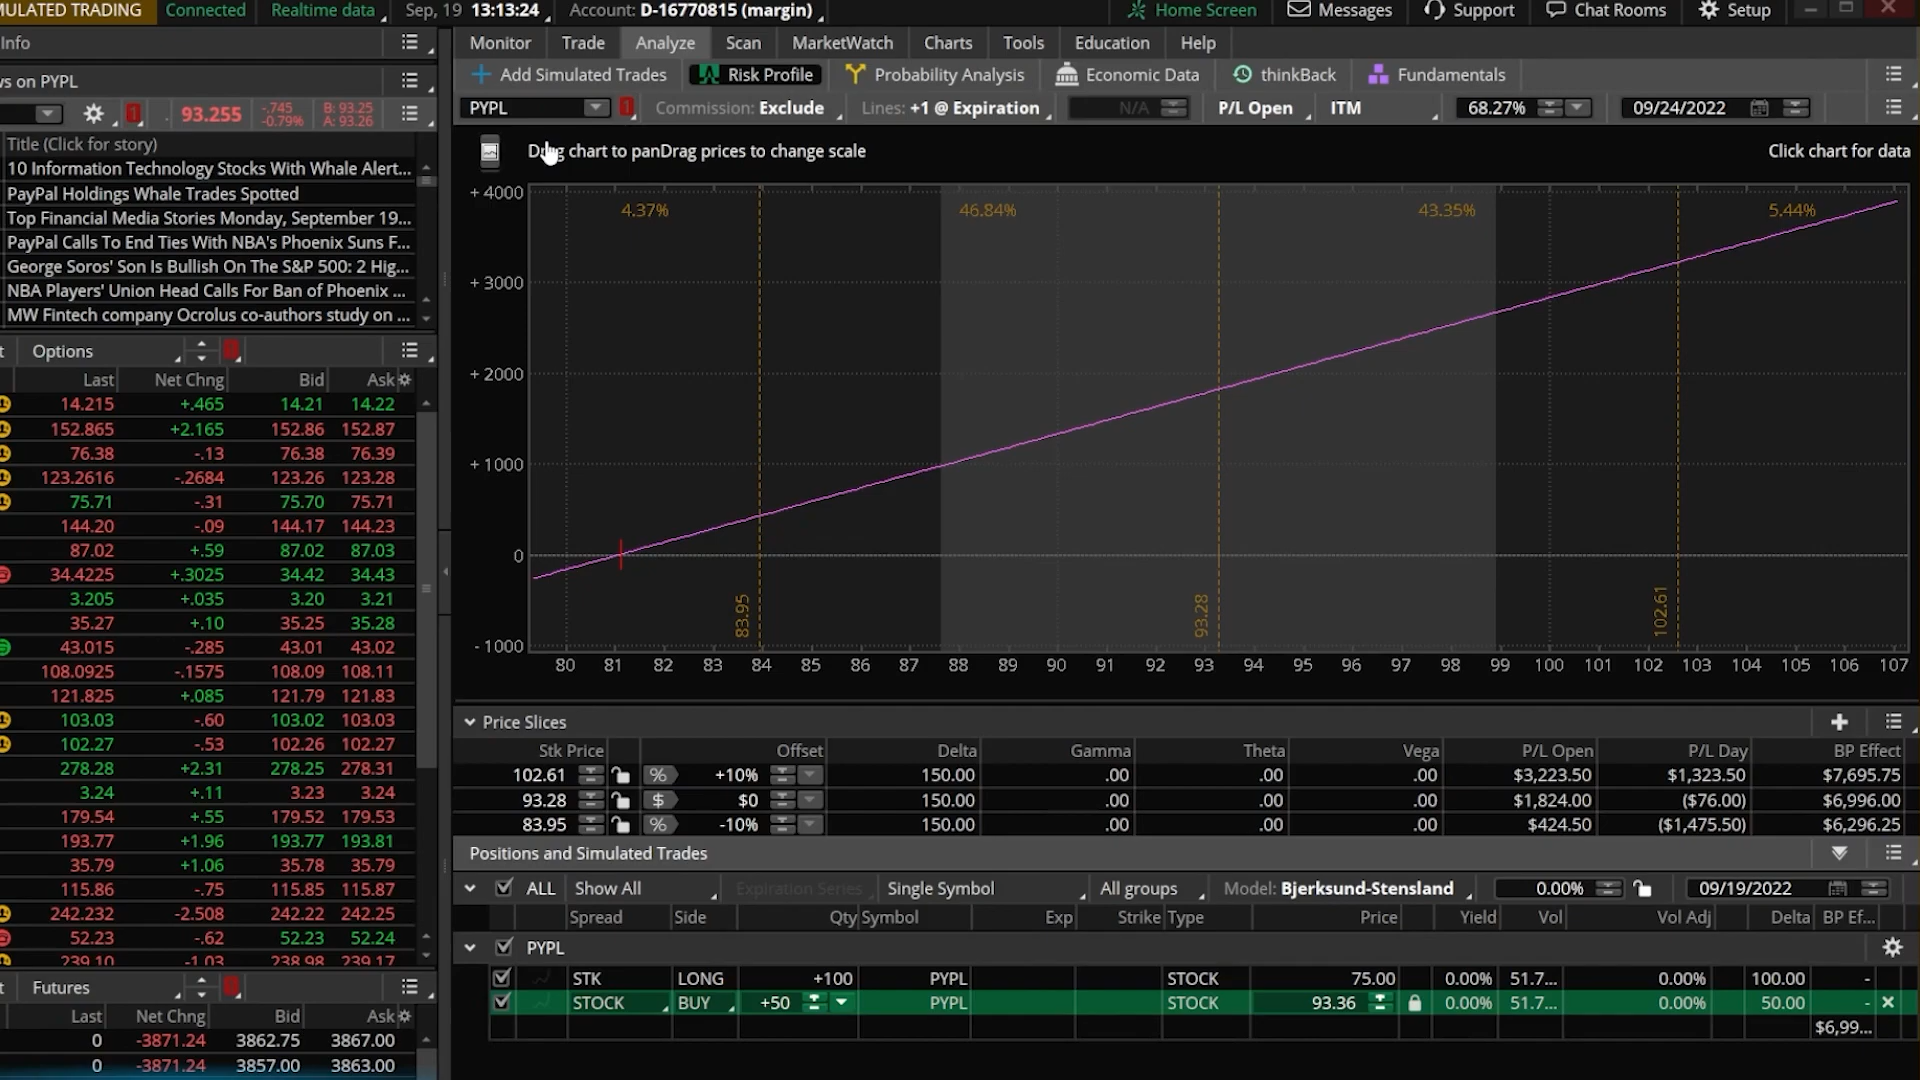 MULATED TRADING Connected Realtime data Sep, 19 13:13:24 Account: D-16770815 (margin) Home Screen Messages Support Chat Rooms Setup
Info
Monitor Trade Analyze Scan MarketWatch Charts Tools Education Help
ws on PYPL
Add Simulated Trades Risk Profile Probability Analysis Economic Data thinkBack Fundamentals
93.255 -.745 -0.79% B: 93.25 A: 93.26
PYPL 1 Commission: Exclude Lines: +1 @ Expiration N/A P/L Open ITM 68.27% 09/24/2022
Title (Click for story)
10 Information Technology Stocks With Whale Alert...
PayPal Holdings Whale Trades Spotted
Top Financial Media Stories Monday, September 19...
PayPal Calls To End Ties With NBA's Phoenix Suns F...
George Soros' Son Is Bullish On The S&P 500: 2 Hig...
NBA Players' Union Head Calls For Ban of Phoenix ...
MW Fintech company Ocrolus co-authors study on ...
Drag chart to panDrag prices to change scale
Click chart for data
4.37% 46.84% 43.35% 5.44%
+ 4000
+ 3000
+ 2000
+ 1000
0
- 1000
83.95 93.28 102.61
80 81 82 83 84 85 86 87 88 89 90 91 92 93 94 95 96 97 98 99 100 101 102 103 104 105 106 107
t Options
Last Net Chng Bid Ask
14.215 +.465 14.21 14.22
152.865 +2.165 152.86 152.87
76.38 -.13 76.38 76.39
123.2616 -.2684 123.26 123.28
75.71 -.31 75.70 75.71
144.20 -.09 144.17 144.23
87.02 +.59 87.02 87.03
34.4225 +.3025 34.42 34.43
3.205 +.035 3.20 3.21
35.27 +.10 35.25 35.28
43.015 -.285 43.01 43.02
108.0925 -.1575 108.09 108.11
121.825 +.085 121.79 121.83
103.03 -.60 103.02 103.03
102.27 -.53 102.26 102.27
278.28 +2.31 278.25 278.31
3.24 +.11 3.23 3.24
179.54 +.55 179.52 179.53
193.77 +1.96 193.77 193.81
35.79 +1.06 35.78 35.79
115.86 -.75 115.85 115.87
242.232 -2.508 242.22 242.25
52.23 -.62 52.23 52.24
239.10 -1.03 238.98 239.17
t Futures
Last Net Chng Bid Ask
0 -3871.24 3862.75 3867.00
0 -3871.24 3857.00 3863.00
Price Slices
Stk Price Offset Delta Gamma Theta Vega P/L Open P/L Day BP Effect
102.61 % +10% 150.00 .00 .00 .00 $3,223.50 $1,323.50 $7,695.75
93.28 $ $0 150.00 .00 .00 .00 $1,824.00 ($76.00) $6,996.00
83.95 % -10% 150.00 .00 .00 .00 $424.50 ($1,475.50) $6,296.25
Positions and Simulated Trades
ALL Show All Expiration Series Single Symbol All groups Model: Bjerksund-Stensland 0.00% 09/19/2022
Spread Side Qty Symbol Exp Strike Type Price Yield Vol Vol Adj Delta BP Ef...
PYPL
STK LONG +100 PYPL STOCK 75.00 0.00% 51.7... 0.00% 100.00 -
STOCK BUY +50 PYPL STOCK 93.36 0.00% 51.7... 0.00% 50.00 -
$6,99...